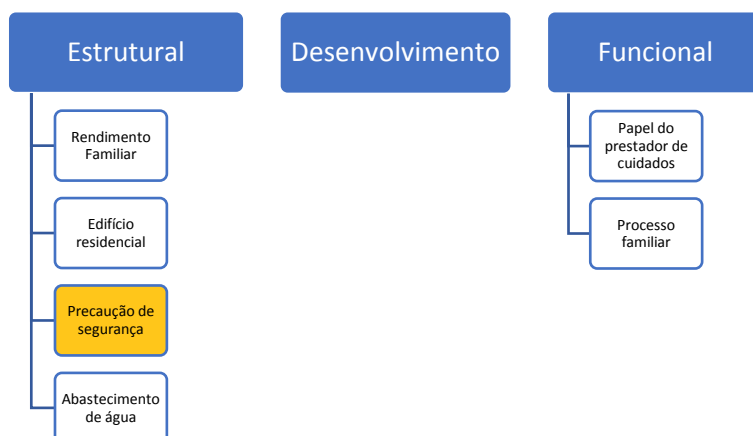 Estrutural
Rendimento
Familiar
Edifício
residencial
Precaução de
segurança
Abastecimento
de água
Desenvolvimento
Funcional
Papel do
prestador de
cuidados
Processo
familiar